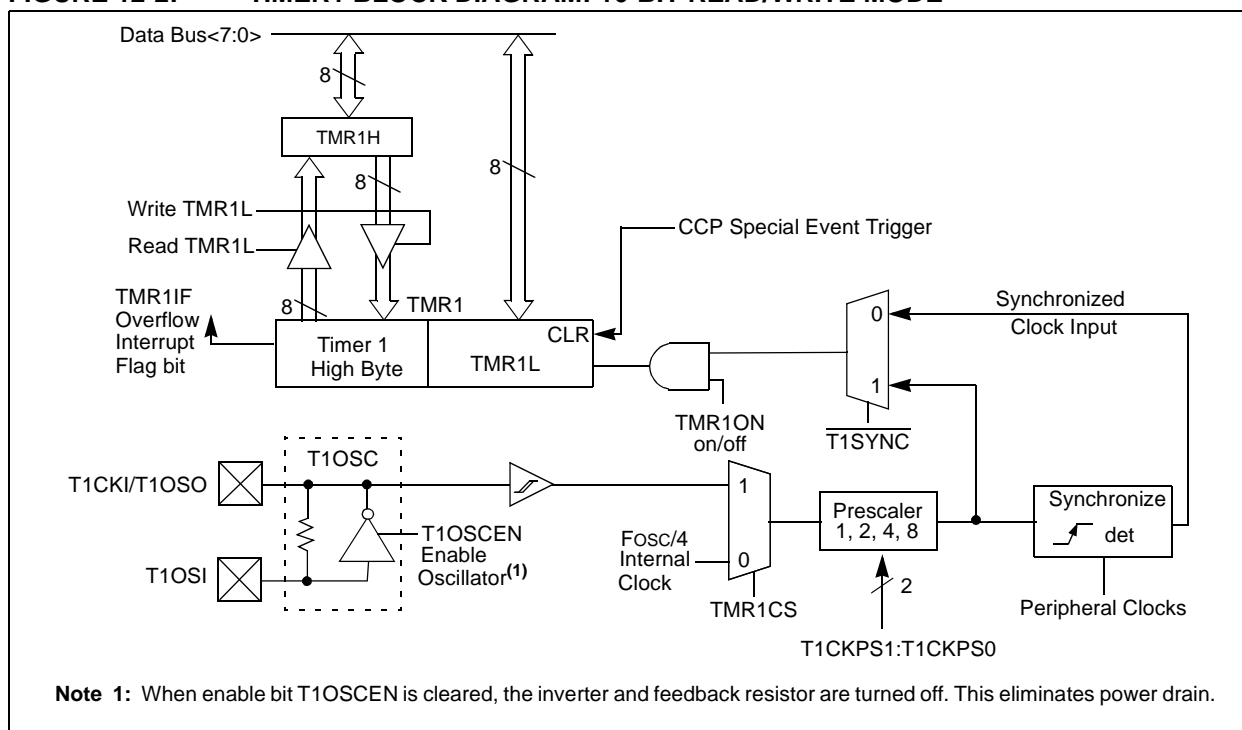 Data Bus<7:0>
8
TMR1H
8
8
Write TMR1L
Read TMR1L
CCP Special Event Trigger
8
TMR1
TMR1IF
Overflow
Interrupt
Flag bit
Timer 1
High Byte
TMR1L
CLR
0
1
Synchronized
Clock Input
TMR1ON
on/off
T1SYNC
T1OSC
T1CKI/T1OSO
T1OSI
T1OSCEN
Enable
Oscillator(1)
FOSC/4
Internal
Clock
1
0
TMR1CS
Prescaler
1, 2, 4, 8
2
T1CKPS1:T1CKPS0
Synchronize
det
Peripheral Clocks
Note 1: When enable bit T1OSCEN is cleared, the inverter and feedback resistor are turned off. This eliminates power drain.